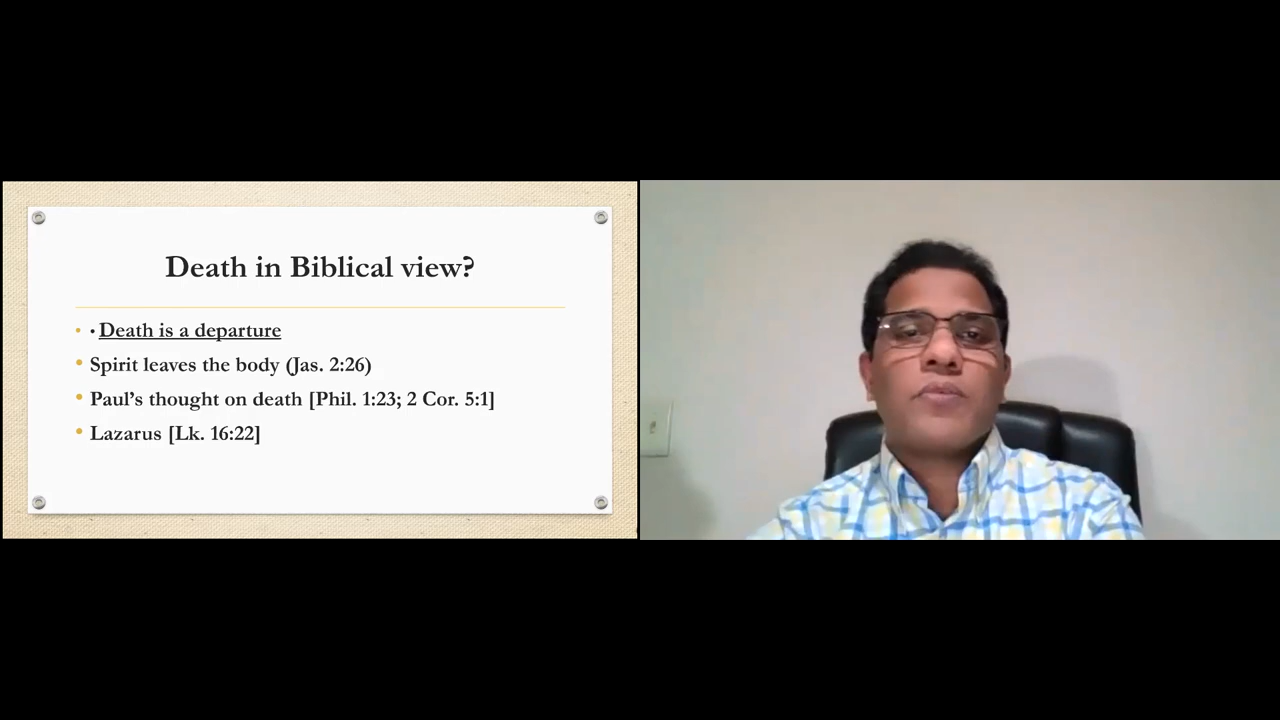 Death in Biblical view?
• Death is a departure
Spirit leaves the body (Jas. 2:26)
Paul’s thought on death [Phil. 1:23; 2 Cor. 5:1]
Lazarus [Lk. 16:22]